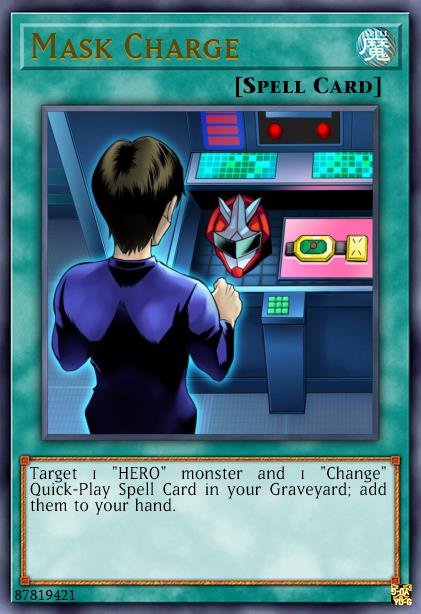 Mask Charge
魔
[Spell Card]
Target 1 "HERO" monster and 1 "Change"
Quick-Play Spell Card in your Graveyard; add
them to your hand.
87819421